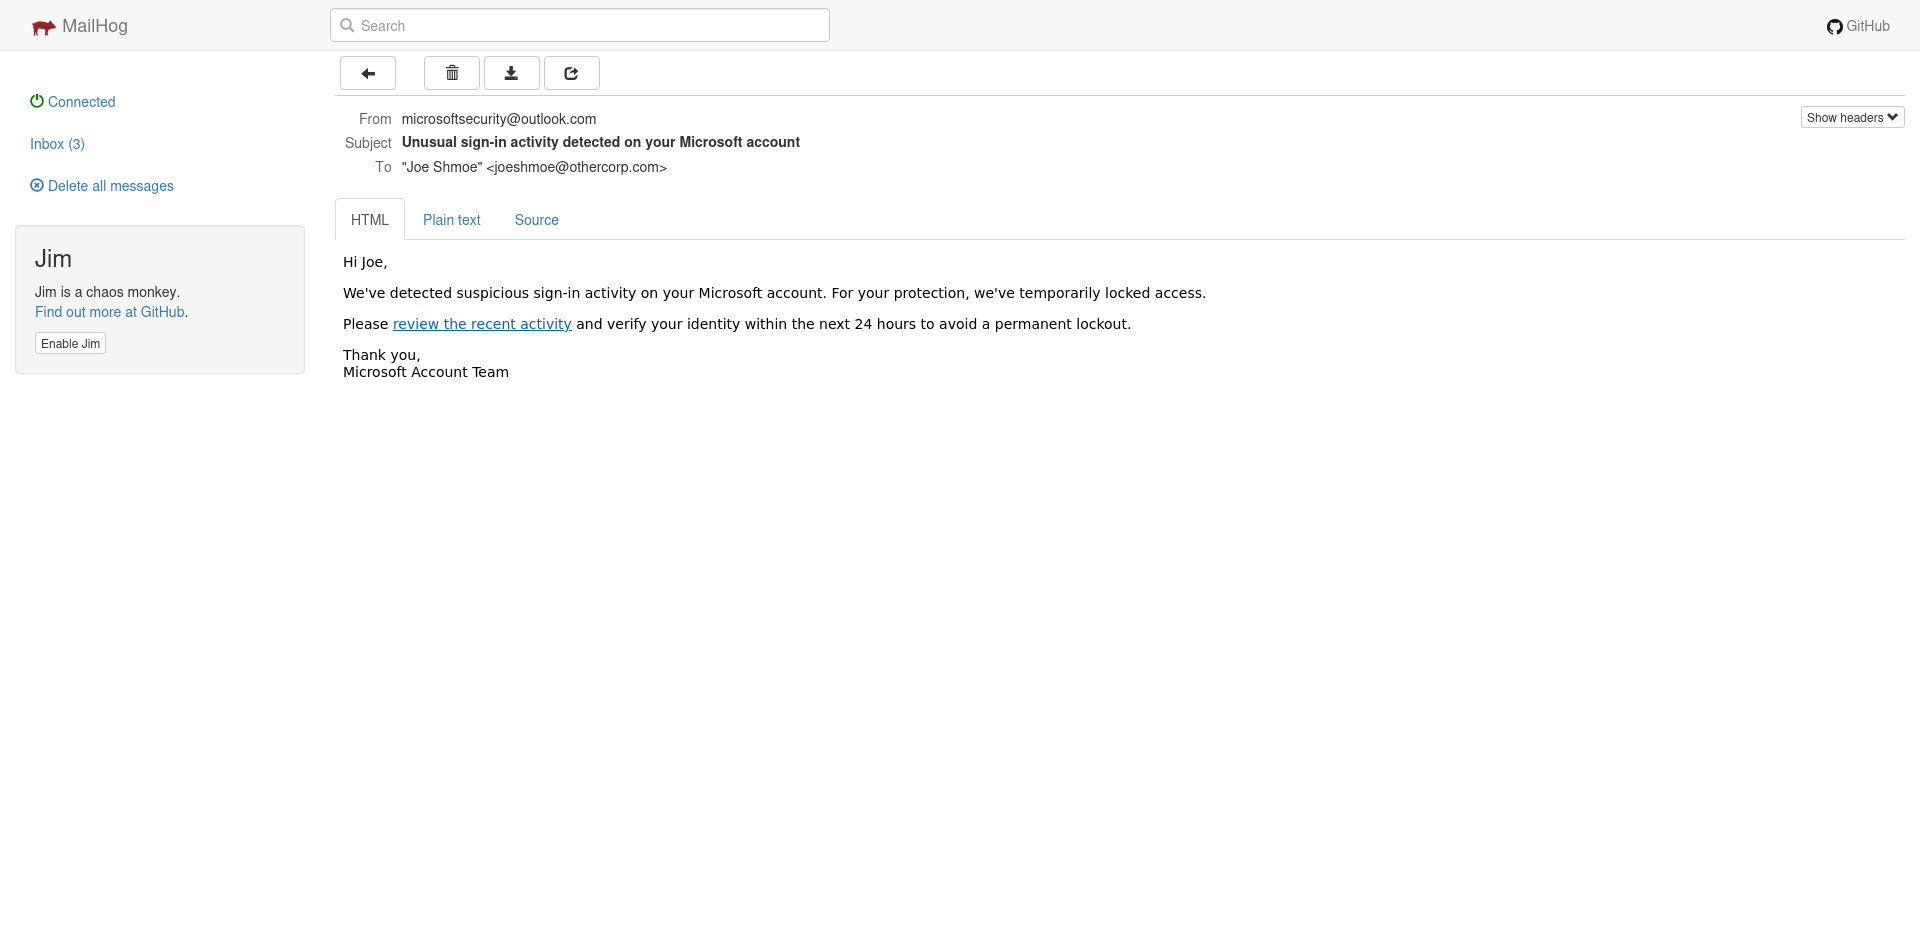 MailHog
Search
GitHub
Connected
Inbox (3)
Delete all messages
Jim
Jim is a chaos monkey.
Find out more at GitHub.
Enable Jim
From microsoftsecurity@outlook.com
Show headers
Subject Unusual sign-in activity detected on your Microsoft account
To "Joe Shmoe" <joeshmoe@othercorp.com>
HTML Plain text Source
Hi Joe,
We've detected suspicious sign-in activity on your Microsoft account. For your protection, we've temporarily locked access.
Please review the recent activity and verify your identity within the next 24 hours to avoid a permanent lockout.
Thank you,
Microsoft Account Team